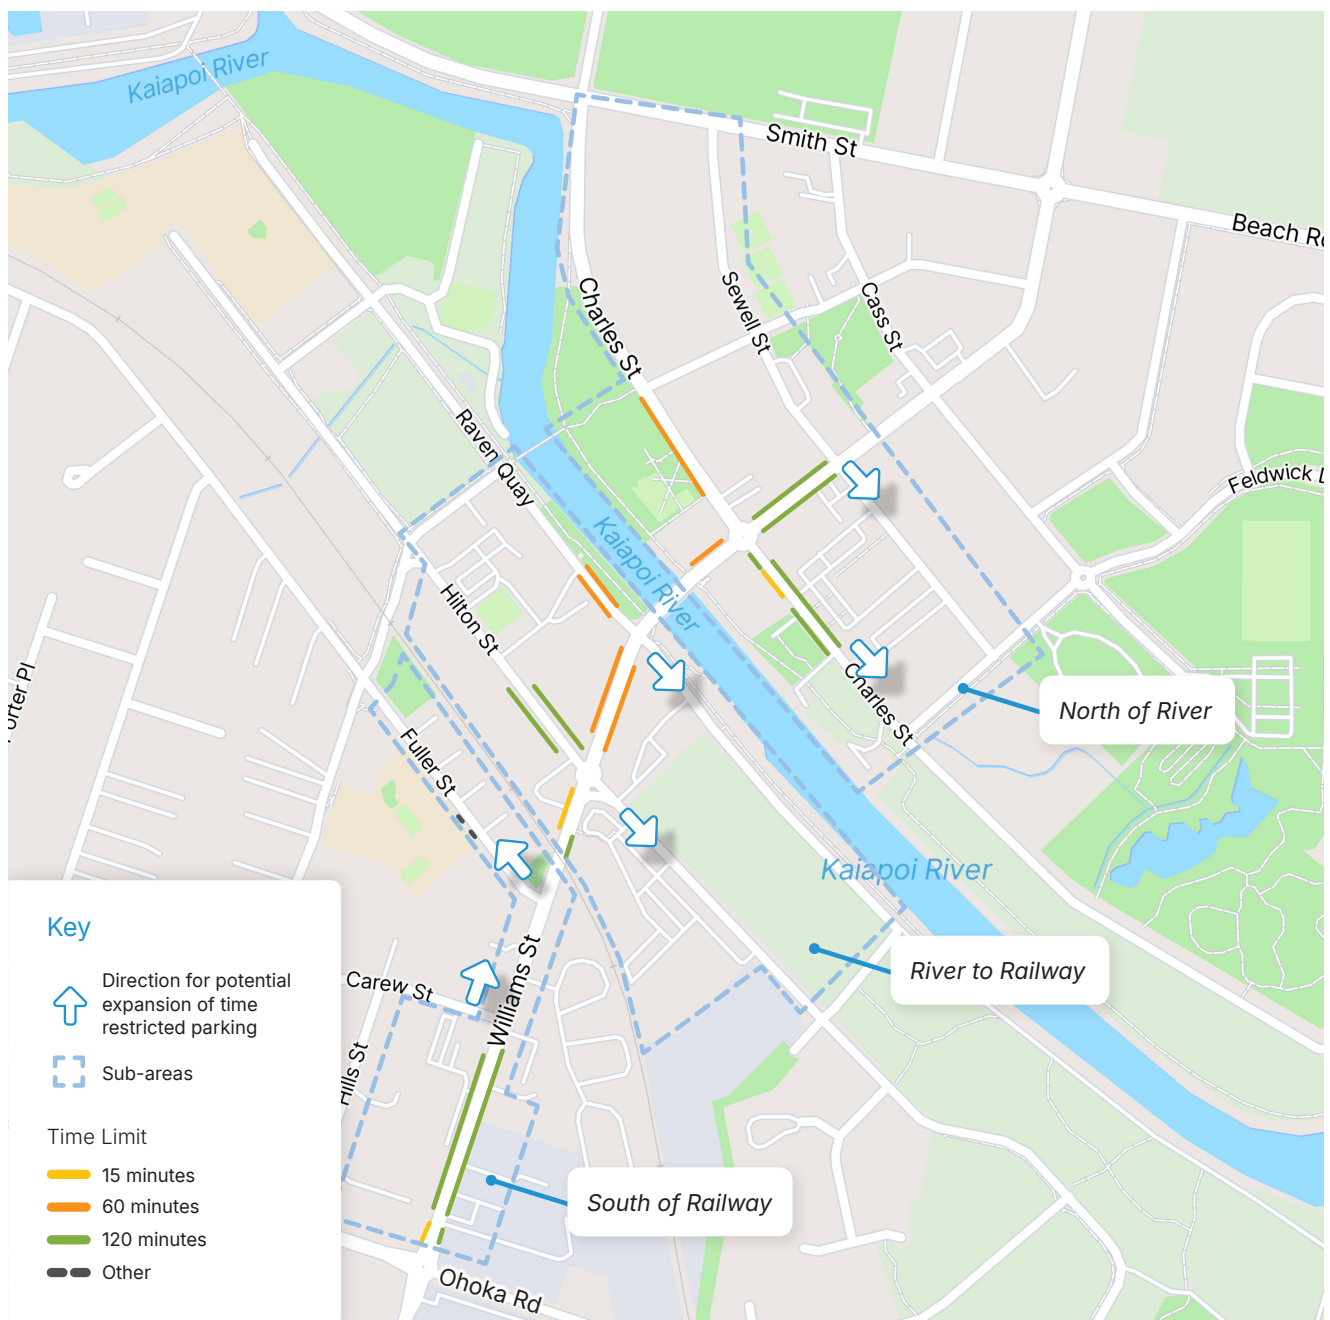 Kaiapoi River
Smith St
Beach Ro
Charles St
Sewell St
Cass St
Raven Quay
Feldwick D
Kaiapoi River
Hilton St
Porter Pl
Charles St
North of River
Fuller St
Kaiapoi River
River to Railway
Carew St
Williams St
Hills St
South of Railway
Ohoka Rd
Key
Direction for potential
expansion of time
restricted parking
Sub-areas
Time Limit
15 minutes
60 minutes
120 minutes
Other